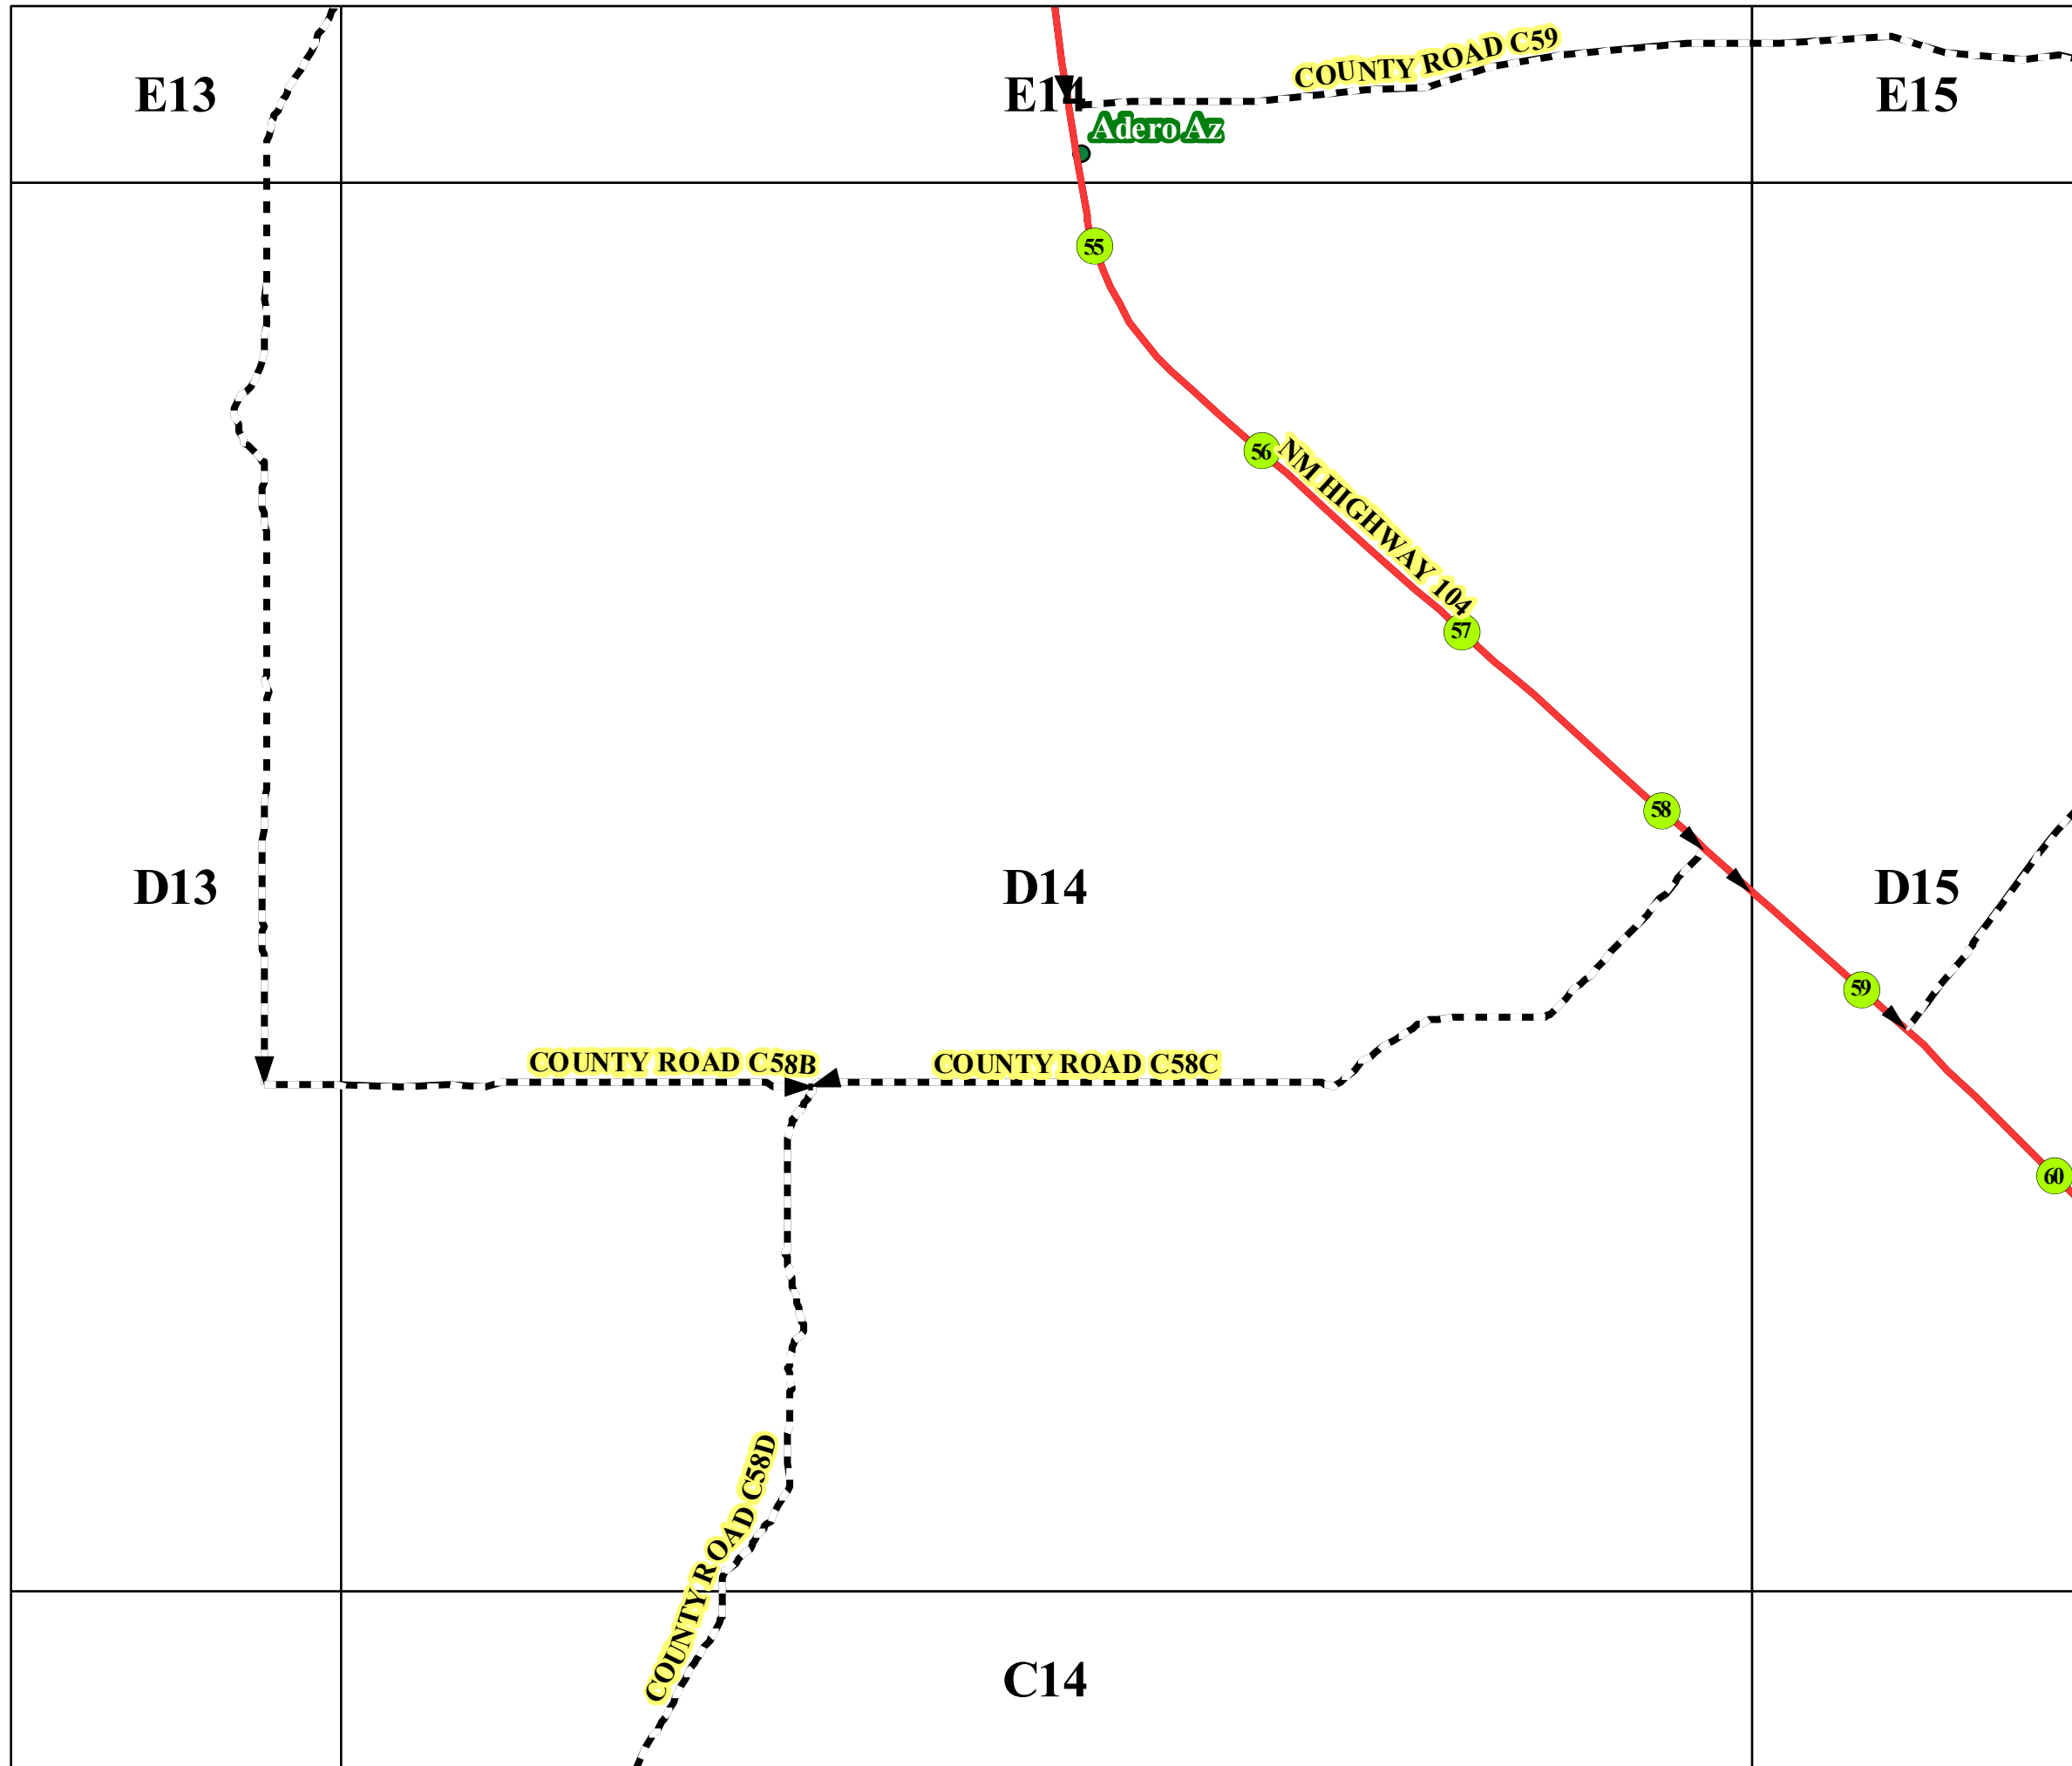 COUNTY ROAD C59
E13
E14
E15
Adero Az
55
56
NM HIGHWAY 104
57
58
D13
D14
D15
59
COUNTY ROAD C58B
COUNTY ROAD C58C
60
COUNTY ROAD C58D
C14